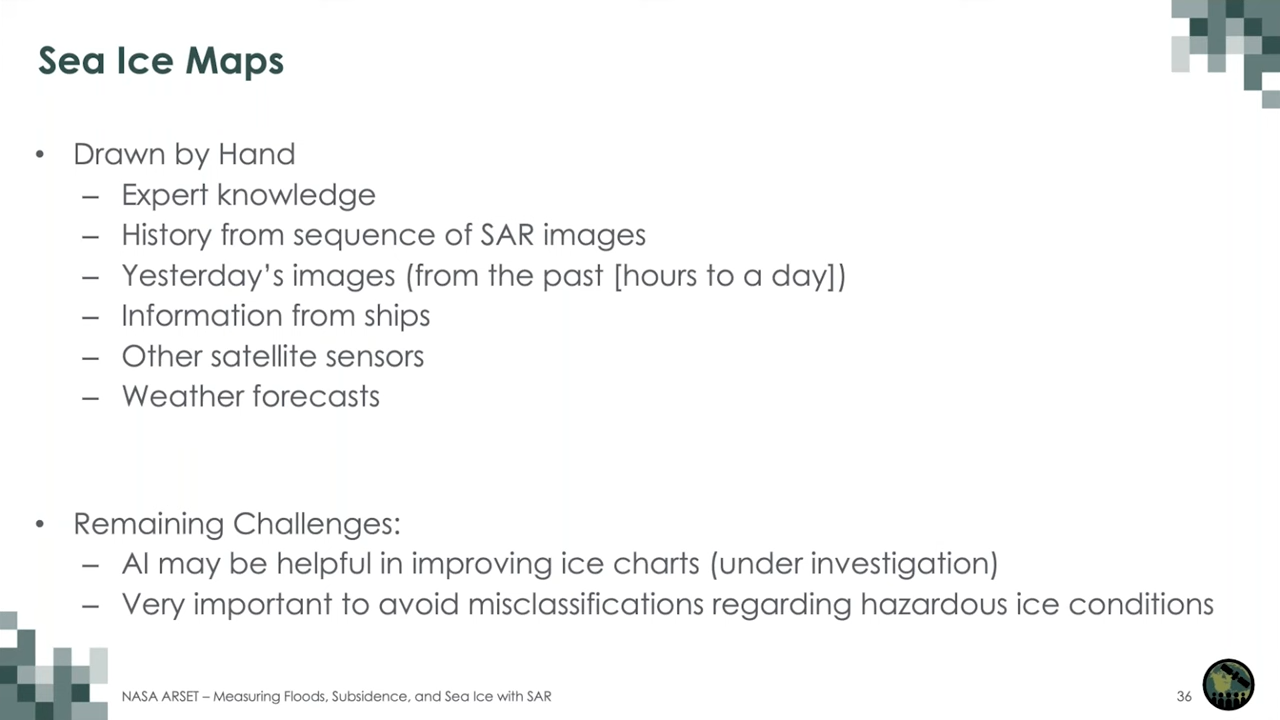 Sea Ice Maps
• Drawn by Hand
– Expert knowledge
– History from sequence of SAR images
– Yesterday’s images (from the past [hours to a day])
– Information from ships
– Other satellite sensors
– Weather forecasts
• Remaining Challenges:
– AI may be helpful in improving ice charts (under investigation)
– Very important to avoid misclassifications regarding hazardous ice conditions
NASA ARSET – Measuring Floods, Subsidence, and Sea Ice with SAR
36